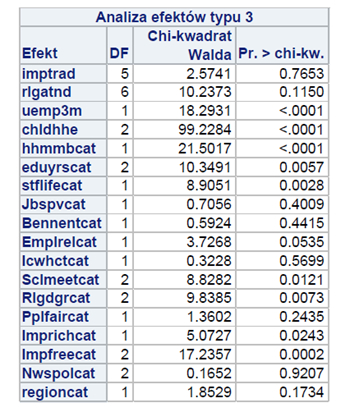 Analiza efektów typu 3
Efekt DF Chi-kwadrat Walda Pr. > chi-kw.
imptrad 5 2.5741 0.7653
rlgatnd 6 10.2373 0.1150
uemp3m 1 18.2931 <.0001
chldhhe 2 99.2284 <.0001
hhmmbcat 1 21.5017 <.0001
eduyrscat 2 10.3491 0.0057
stflifecat 1 8.9051 0.0028
Jbspvcat 1 0.7056 0.4009
Bennentcat 1 0.5924 0.4415
Emplrelcat 1 3.7268 0.0535
Icwhctcat 1 0.3228 0.5699
Sclmeetcat 2 8.8282 0.0121
Rlgdgrcat 2 9.8385 0.0073
Pplfaircat 1 1.3602 0.2435
Imprichcat 1 5.0727 0.0243
Impfreecat 2 17.2357 0.0002
Nwspolcat 2 0.1652 0.9207
regioncat 1 1.8529 0.1734